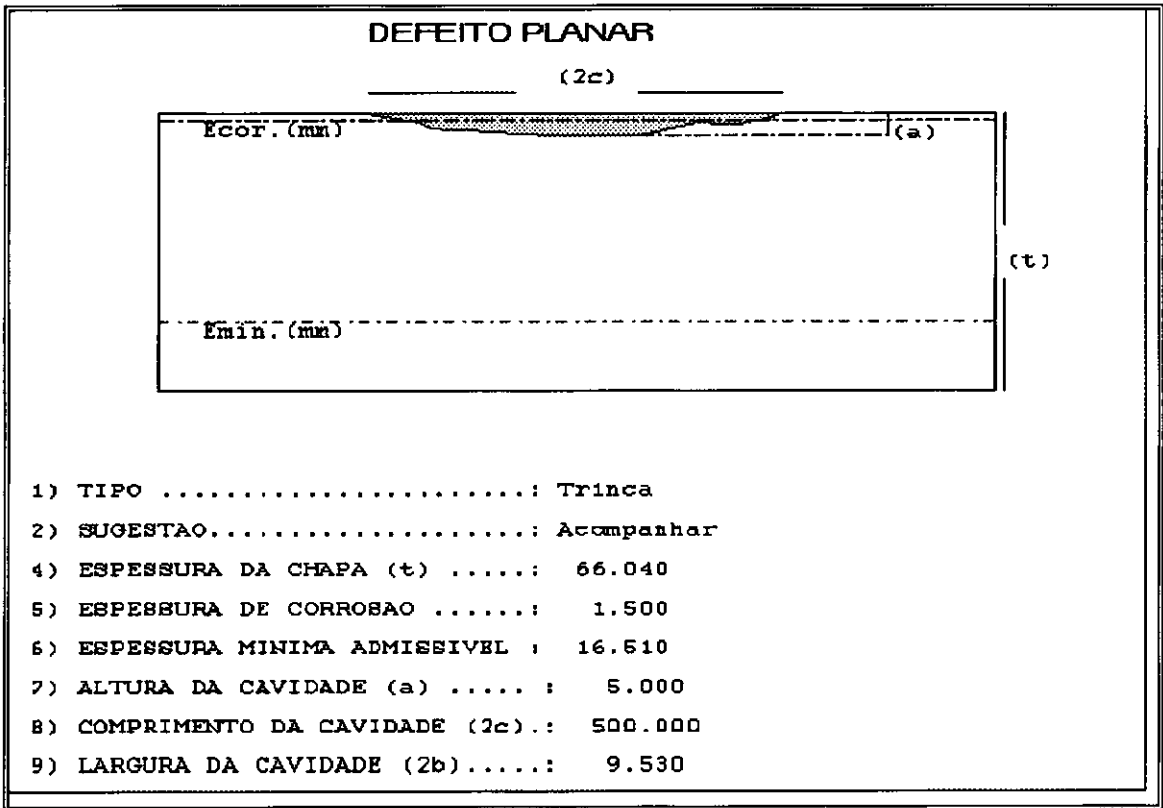 DEFEITO PLANAR
(2c)
Ecor.(mm)
(a)
(t)
Emin.(mm)
1) TIPO .......................: Trinca
2) SUGESTAO....................: Acompanhar
4) ESPESSURA DA CHAPA (t) .....: 66.040
5) ESPESSURA DE CORROSAO ......: 1.500
6) ESPESSURA MINIMA ADMISSIVEL : 16.510
7) ALTURA DA CAVIDADE (a) ..... : 5.000
8) COMPRIMENTO DA CAVIDADE (2c).: 500.000
9) LARGURA DA CAVIDADE (2b).....: 9.530